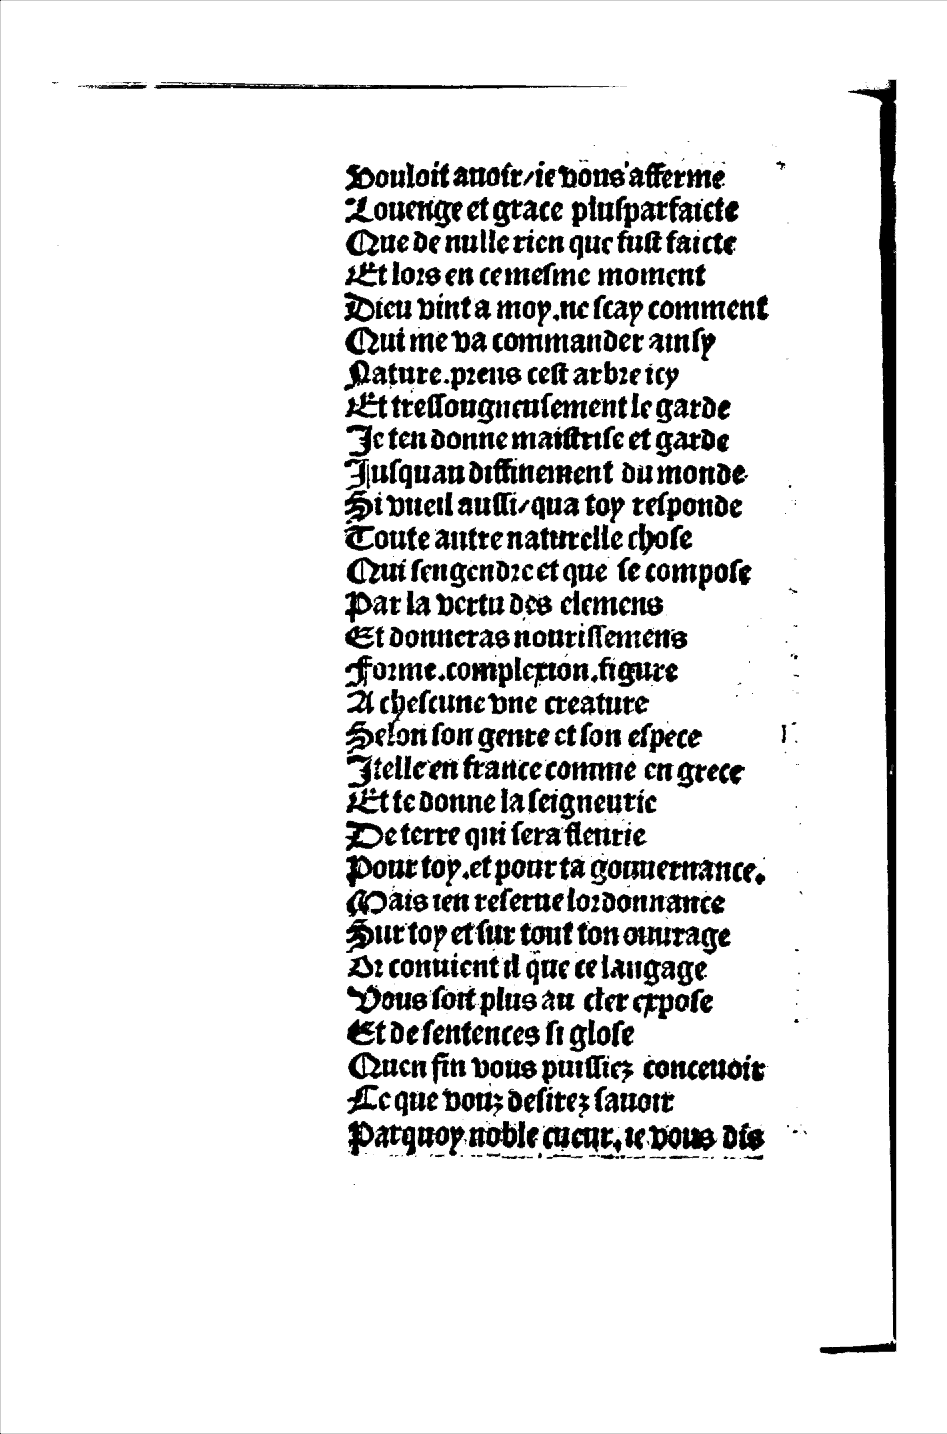 Vouloit auoir/ie vous afferme
Louenge et grace plusparfaicte
Que de nulle rien que fust faicte
Et lors en ce mesme moment
Dieu vint a moy.ne scay comment
Qui me va commander ainsy
Nature.prens cest arbre icy
Et tressongneusement le garde
Je ten donne maistrise et garde
Jusquau diffinement du monde
Si vueil aussi/qua toy responde
Toute autre naturelle chose
Qui sengendre et que se compose
Par la vertu des elemens
Et donneras nourissemens
Forme.complexion.figure
A chescune vne creature
Selon son genre et son espece
Itelle en france comme en grece
Et te donne la seigneurie
De terre qui sera fleurie
Pour toy.et pour ta gouuernance.
Mais ien reserue lordonnance
Sur toy et sur tout ton ouurage
Or conuient il que ce langage
Vous soit plus au cler expose
Et de sentences si glose
Quen fin vous puissiez conceuoir
Ce que vouz desirez sauoir
Parquoy noble cueur.ie vous dis